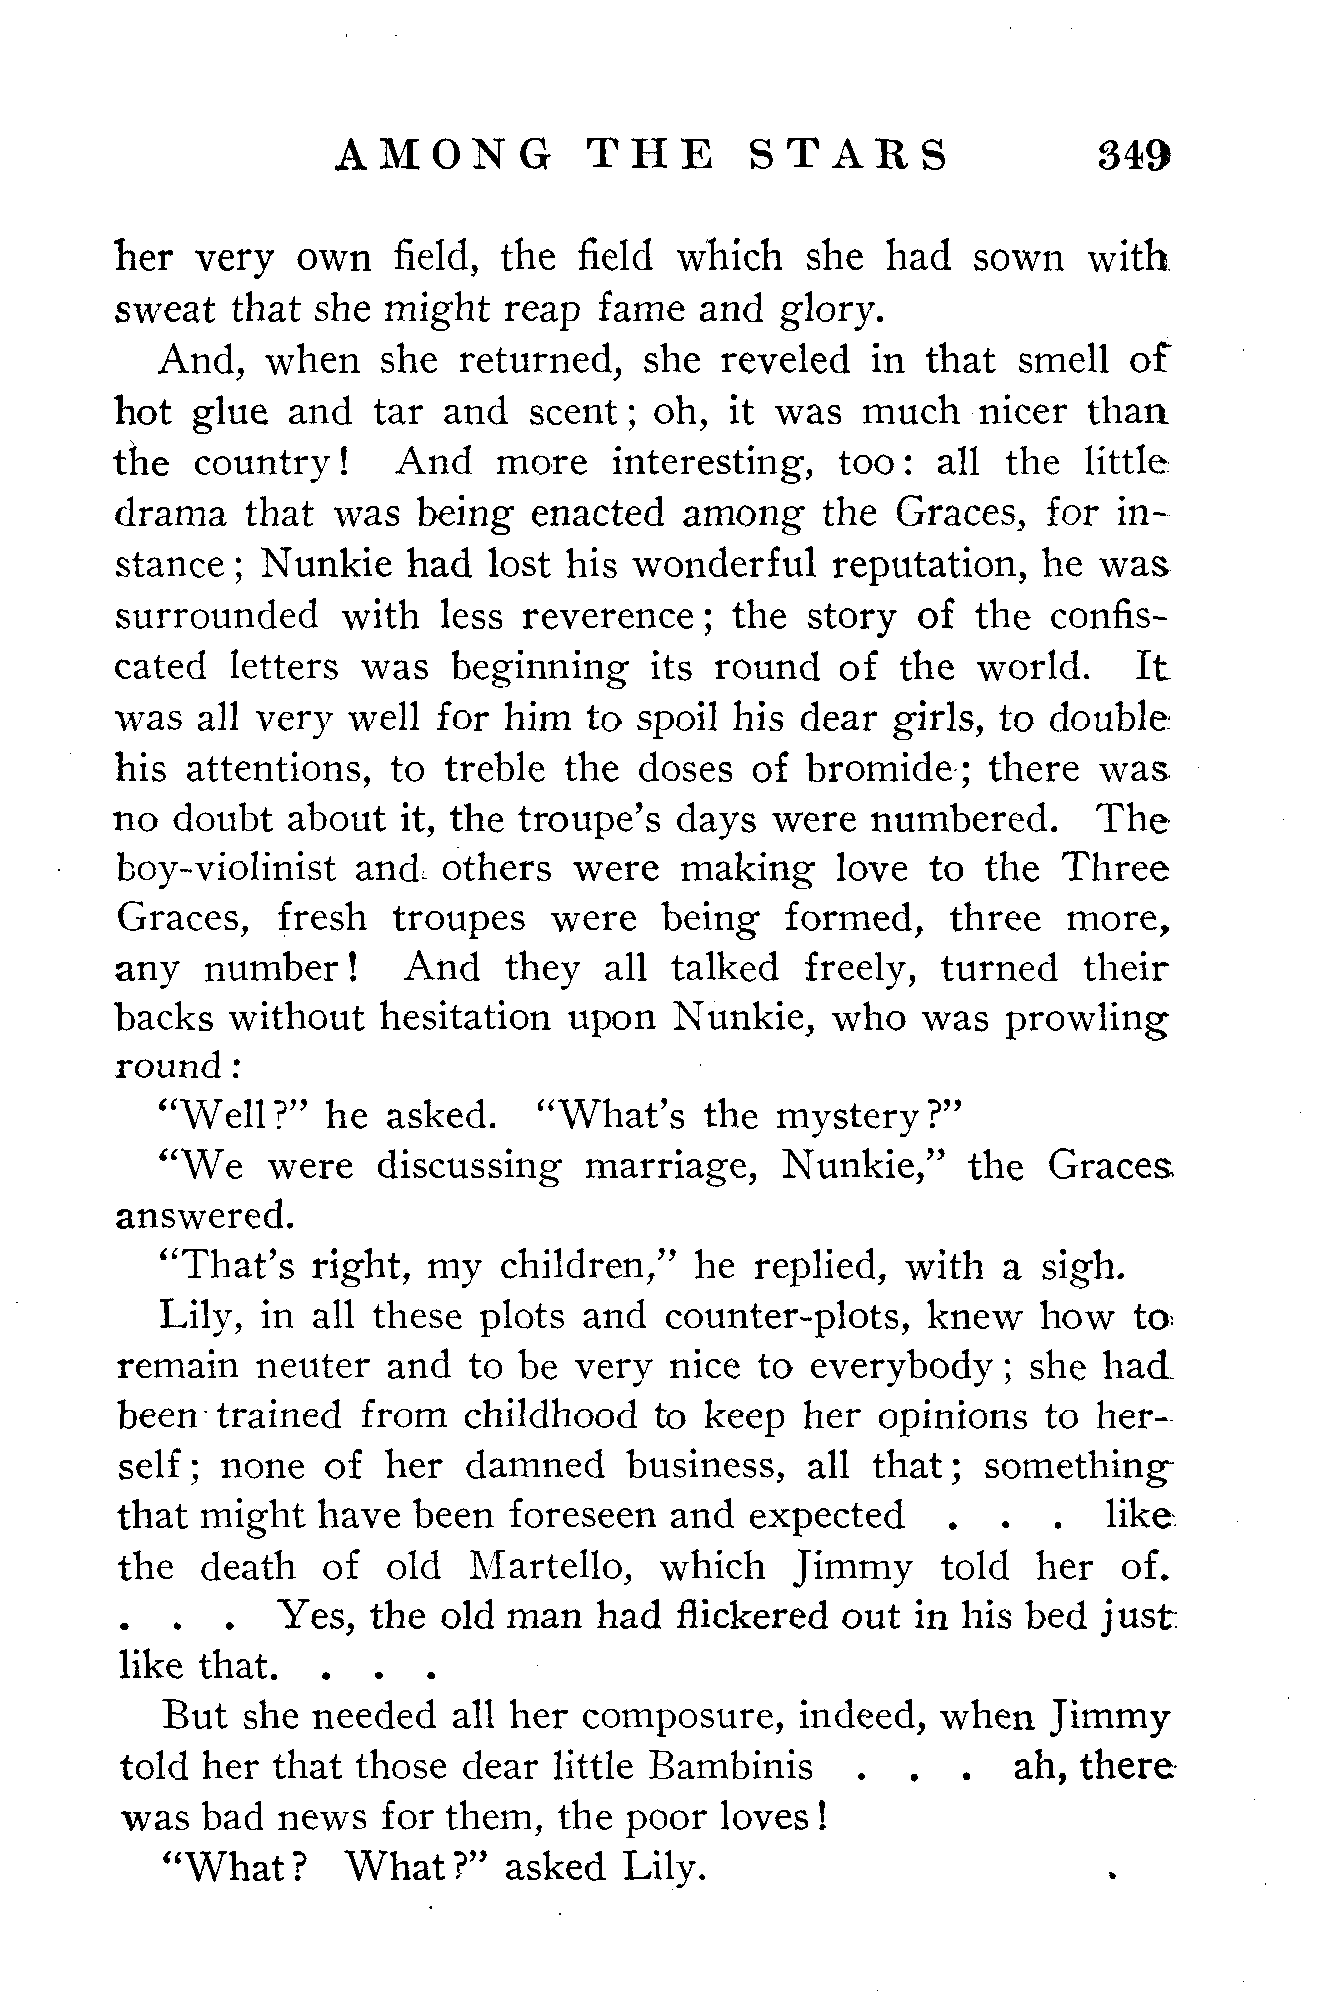 AMONG THE STARS 349
her very own field, the field which she had sown with
sweat that she might reap fame and glory.
And, when she returned, she reveled in that smell of
hot glue and tar and scent; oh, it was much nicer than
the country! And more interesting, too: all the little
drama that was being enacted among the Graces, for in-
stance; Nunkie had lost his wonderful reputation, he was
surrounded with less reverence; the story of the confis-
cated letters was beginning its round of the world. It
was all very well for him to spoil his dear girls, to double
his attentions, to treble the doses of bromide; there was
no doubt about it, the troupe's days were numbered. The
boy-violinist and others were making love to the Three
Graces, fresh troupes were being formed, three more,
any number! And they all talked freely, turned their
backs without hesitation upon Nunkie, who was prowling
round:
"Well?" he asked. "What's the mystery?"
"We were discussing marriage, Nunkie," the Graces
answered.
"That's right, my children," he replied, with a sigh.
Lily, in all these plots and counter-plots, knew how to
remain neuter and to be very nice to everybody; she had
been trained from childhood to keep her opinions to her-
self; none of her damned business, all that; something
that might have been foreseen and expected . . . like
the death of old Martello, which Jimmy told her of.
. . . Yes, the old man had flickered out in his bed just
like that. . . .
But she needed all her composure, indeed, when Jimmy
told her that those dear little Bambinis . . . ah, there
was bad news for them, the poor loves!
"What? What?" asked Lily.